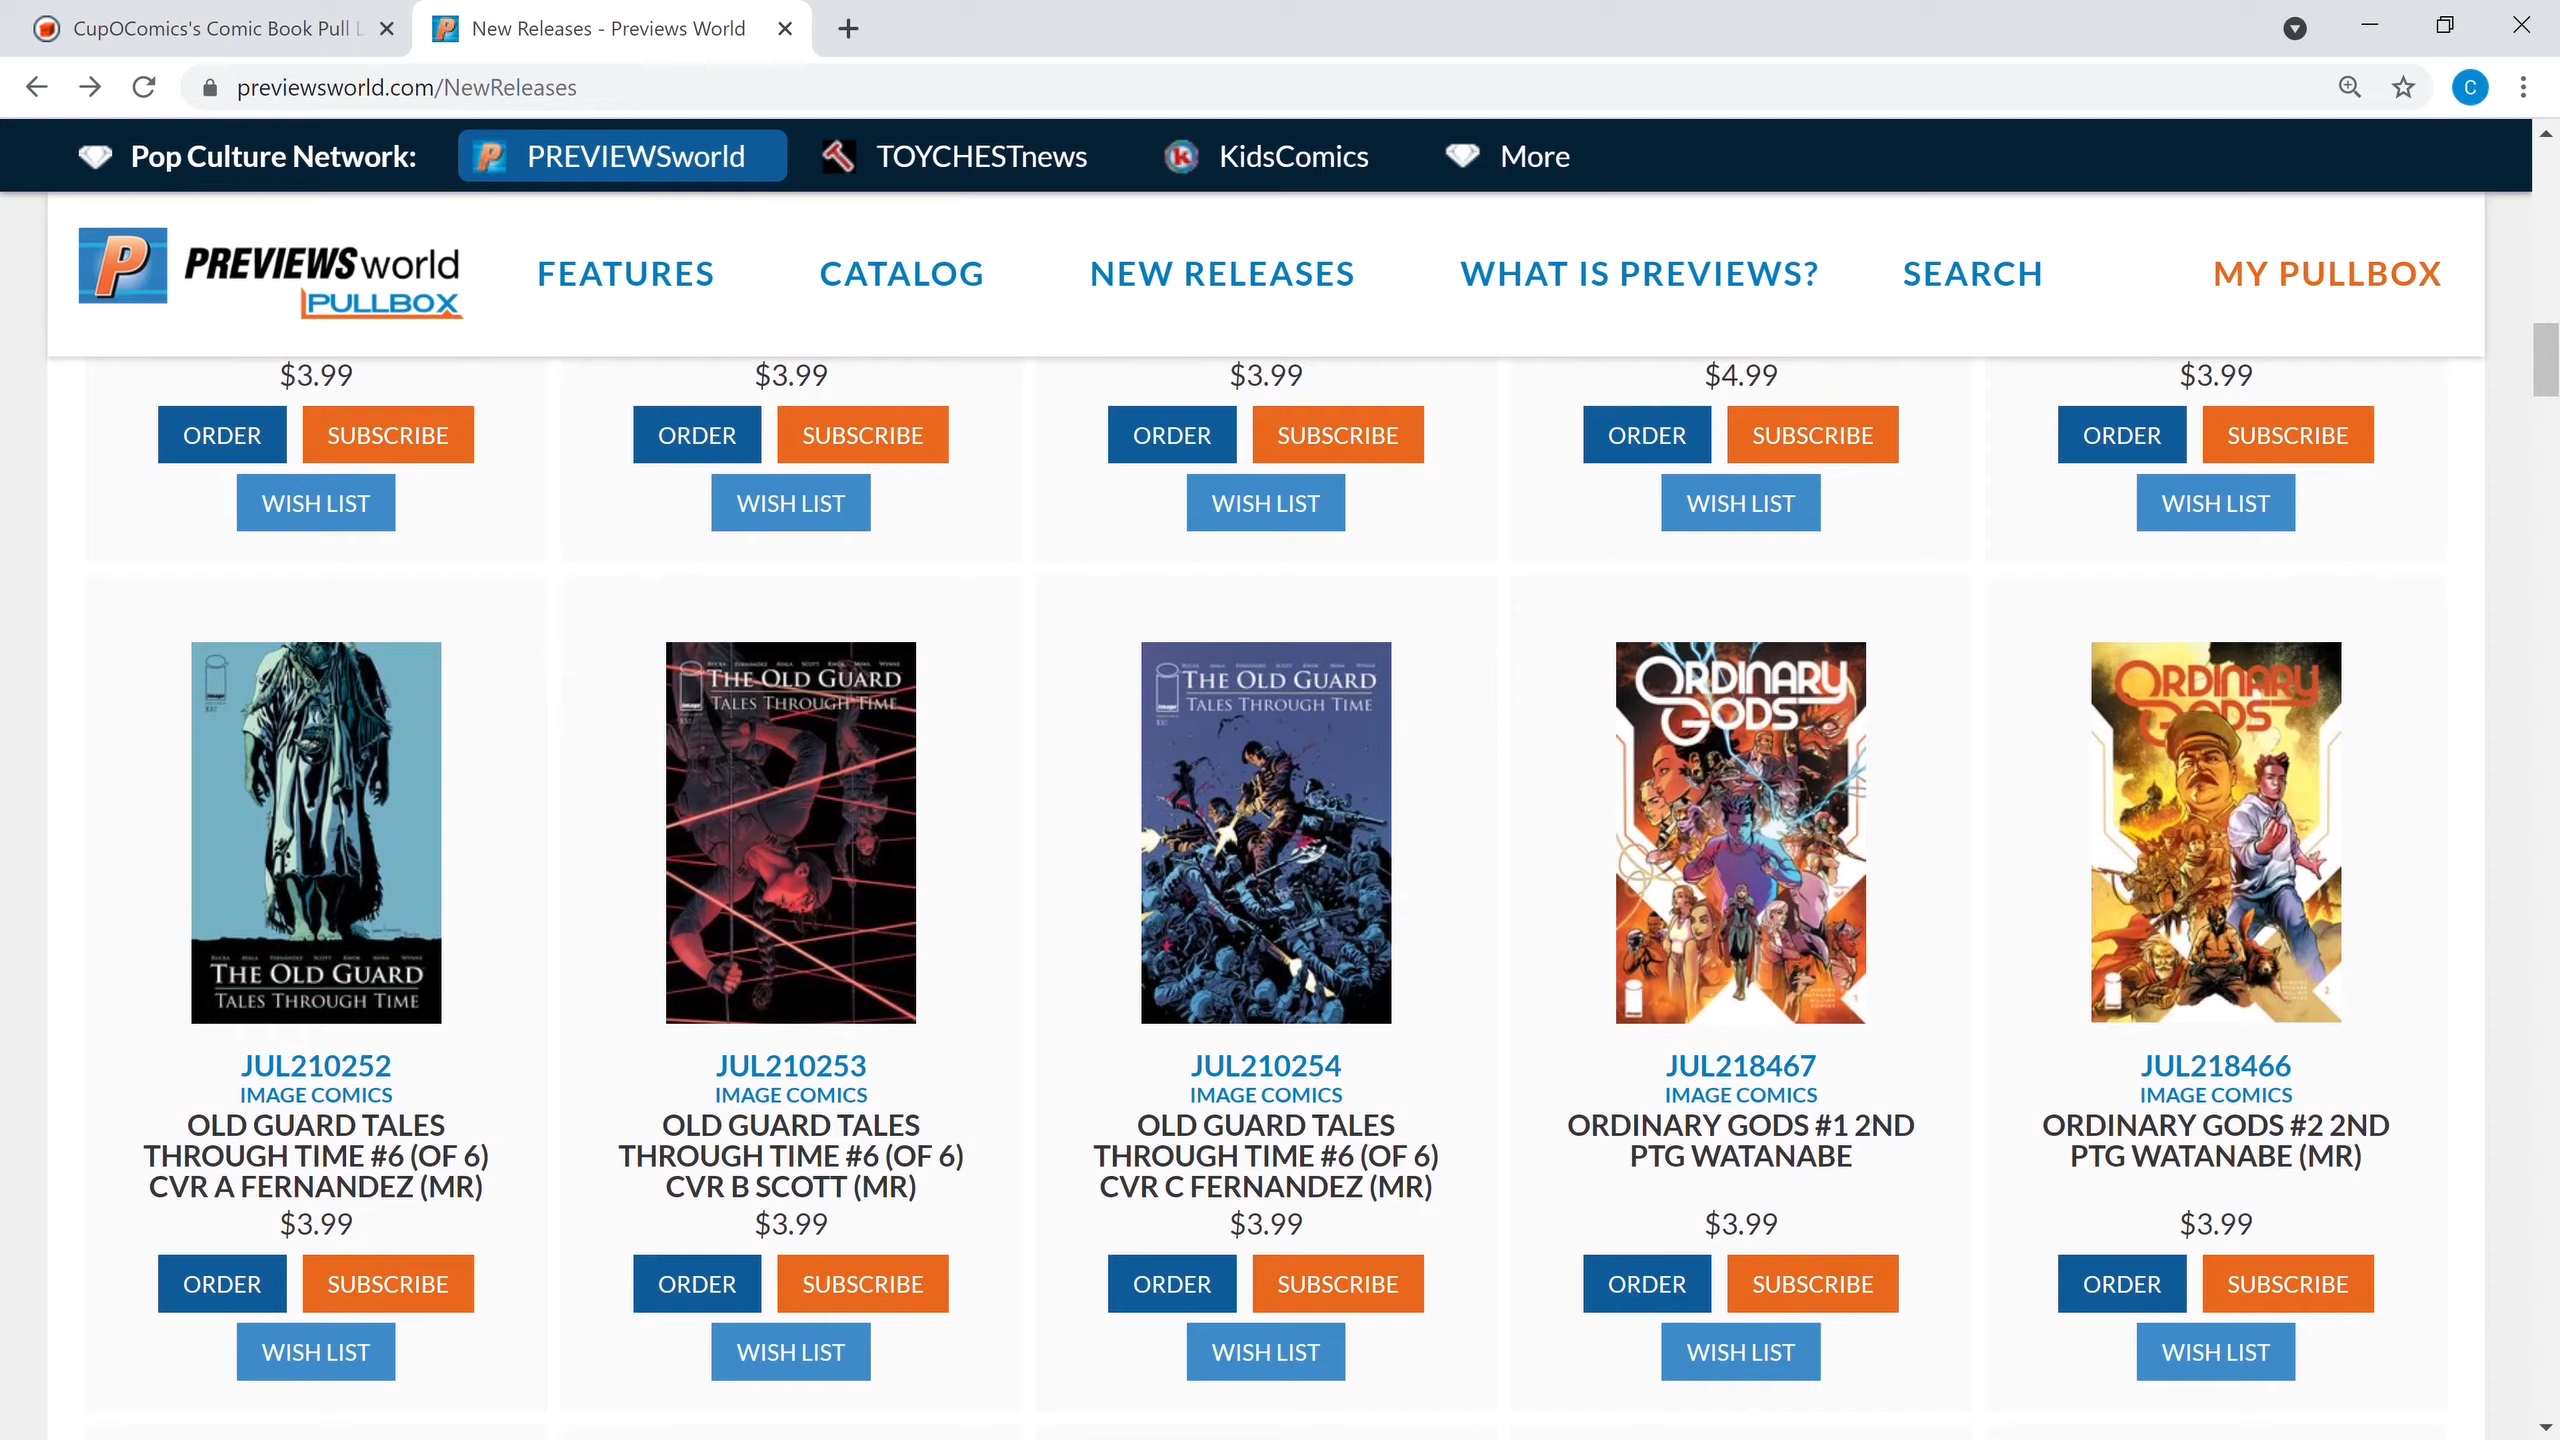 CupOComics's Comic Book Pull L
New Releases - Previews World
previewsworld.com/NewReleases
C
Pop Culture Network: PREVIEWSworld TOYCHESTnews KidsComics More
P PREVIEWSworld
PULLBOX
FEATURES CATALOG NEW RELEASES WHAT IS PREVIEWS? SEARCH MY PULLBOX
$3.99 $3.99 $3.99 $4.99 $3.99
ORDER SUBSCRIBE ORDER SUBSCRIBE ORDER SUBSCRIBE ORDER SUBSCRIBE ORDER SUBSCRIBE
WISH LIST WISH LIST WISH LIST WISH LIST WISH LIST
THE OLD GUARD
TALES THROUGH TIME
THE OLD GUARD
TALES THROUGH TIME
THE OLD GUARD
TALES THROUGH TIME
ORDINARY
GODS
ORDINARY
GODS
JUL210252 JUL210253 JUL210254 JUL218467 JUL218466
IMAGE COMICS IMAGE COMICS IMAGE COMICS IMAGE COMICS IMAGE COMICS
OLD GUARD TALES OLD GUARD TALES OLD GUARD TALES ORDINARY GODS #1 2ND ORDINARY GODS #2 2ND
THROUGH TIME #6 (OF 6) THROUGH TIME #6 (OF 6) THROUGH TIME #6 (OF 6) PTG WATANABE PTG WATANABE (MR)
CVR A FERNANDEZ (MR) CVR B SCOTT (MR) CVR C FERNANDEZ (MR)
$3.99 $3.99 $3.99 $3.99 $3.99
ORDER SUBSCRIBE ORDER SUBSCRIBE ORDER SUBSCRIBE ORDER SUBSCRIBE ORDER SUBSCRIBE
WISH LIST WISH LIST WISH LIST WISH LIST WISH LIST